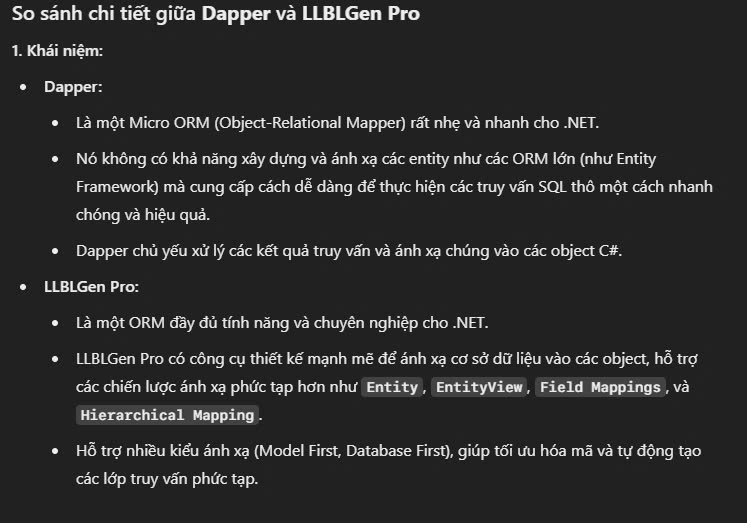 So sánh chi tiết giữa Dapper và LLBLGen Pro
1. Khái niệm:
• Dapper:
• Là một Micro ORM (Object-Relational Mapper) rất nhẹ và nhanh cho .NET.
• Nó không có khả năng xây dựng và ánh xạ các entity như các ORM lớn (như Entity
Framework) mà cung cấp cách dễ dàng để thực hiện các truy vấn SQL thô một cách nhanh
chóng và hiệu quả.
• Dapper chủ yếu xử lý các kết quả truy vấn và ánh xạ chúng vào các object C#.
• LLBLGen Pro:
• Là một ORM đầy đủ tính năng và chuyên nghiệp cho .NET.
• LLBLGen Pro có công cụ thiết kế mạnh mẽ để ánh xạ cơ sở dữ liệu vào các object, hỗ trợ
các chiến lược ánh xạ phức tạp hơn như Entity, EntityView, Field Mappings, và
Hierarchical Mapping.
• Hỗ trợ nhiều kiểu ánh xạ (Model First, Database First), giúp tối ưu hóa mã và tự động tạo
các lớp truy vấn phức tạp.